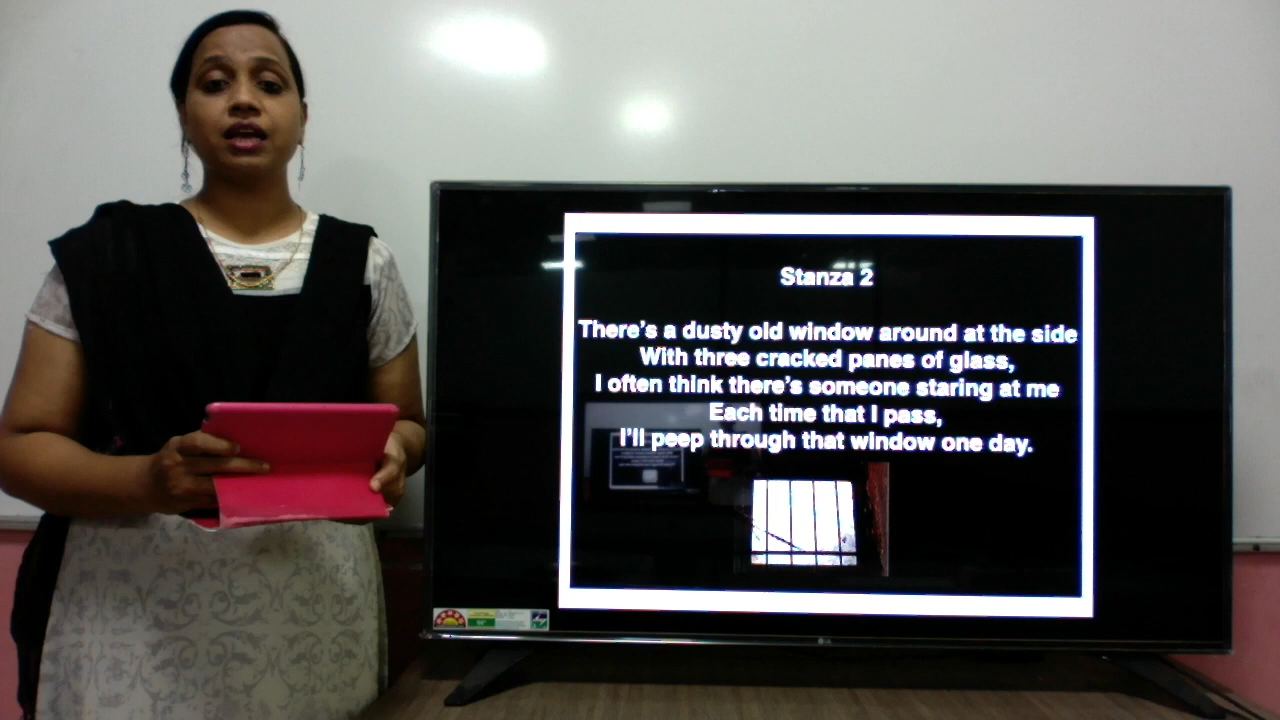 Stanza 2
There's a dusty old window around at the side
With three cracked panes of glass,
I often think there's someone staring at me
Each time that I pass,
I'll peep through that window one day.
LG